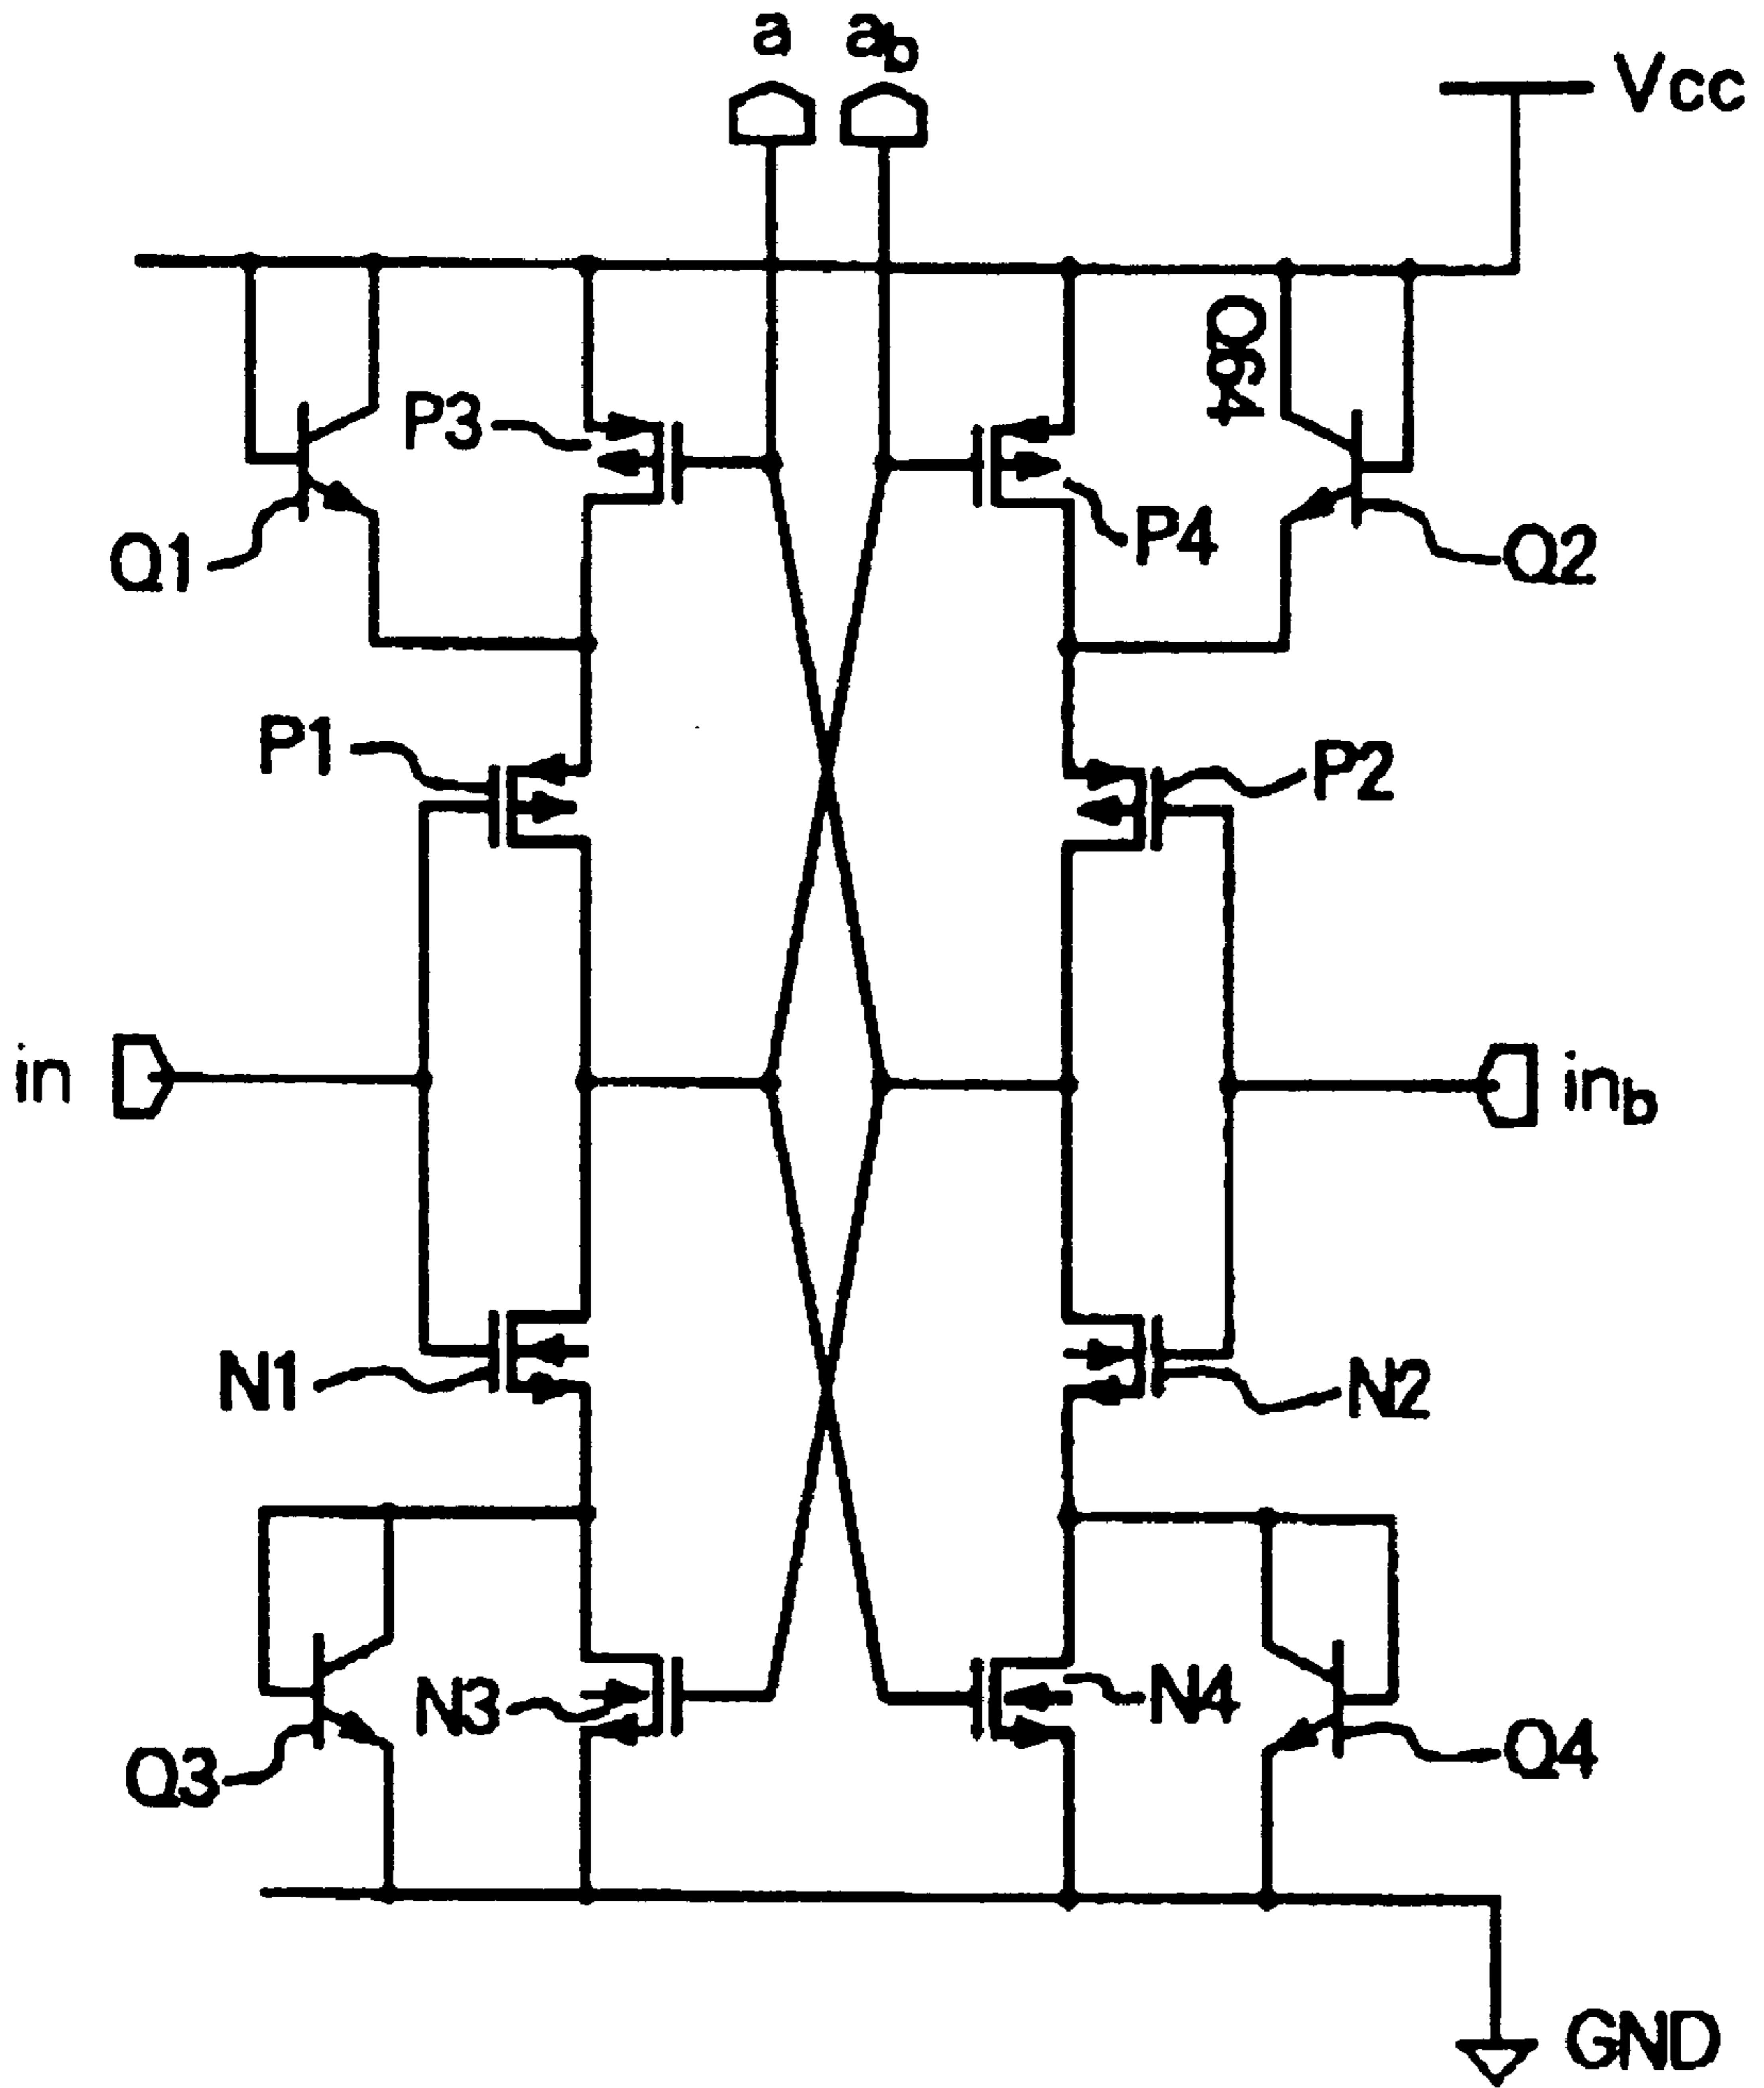 a
a_b
Vcc
Q64
P3
Q1
P4
Q2
P1
P2
in
in_b
N1
N2
N3
N4
Q3
Q4
GND